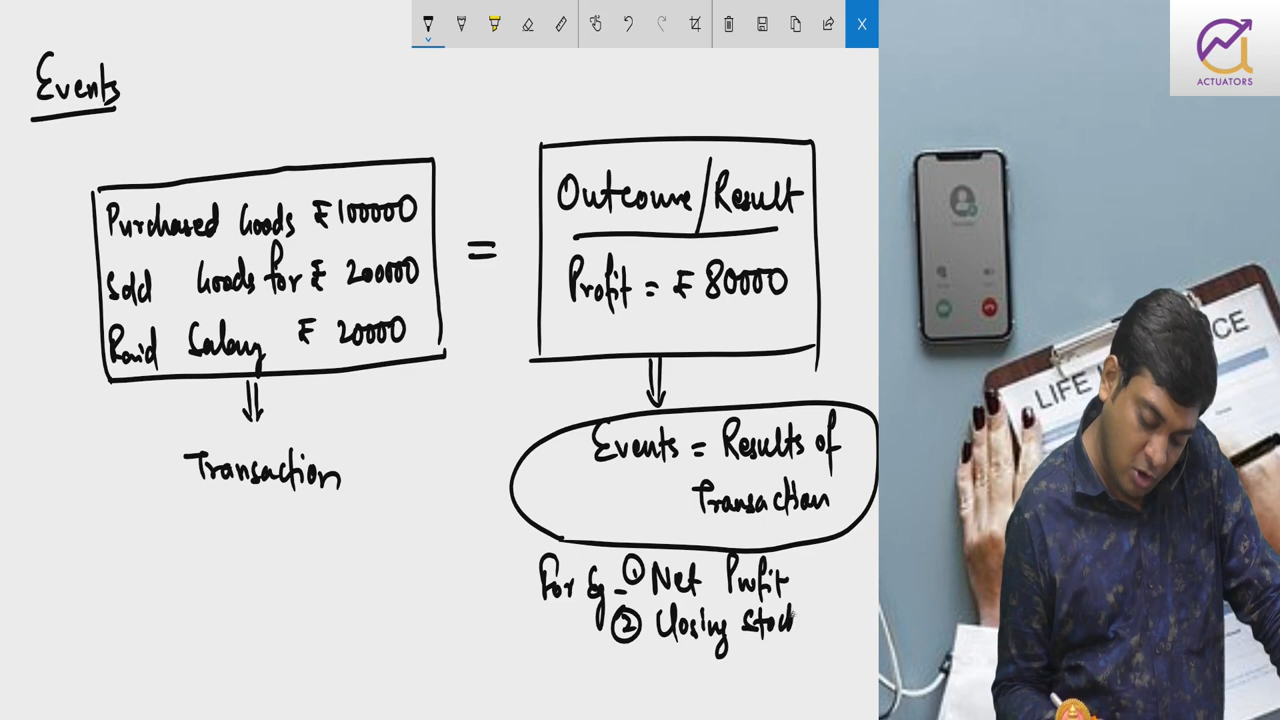 Events
Purchased Goods ₹ 100000
Sold Goods for ₹ 200000
Paid Salary ₹ 20000
Transaction
=
Outcome/Result
Profit = ₹ 80000
Events = Results of
Transaction
For Eg - ① Net Profit
② Closing Stock
X
ACTUATORS
LIFE
CE